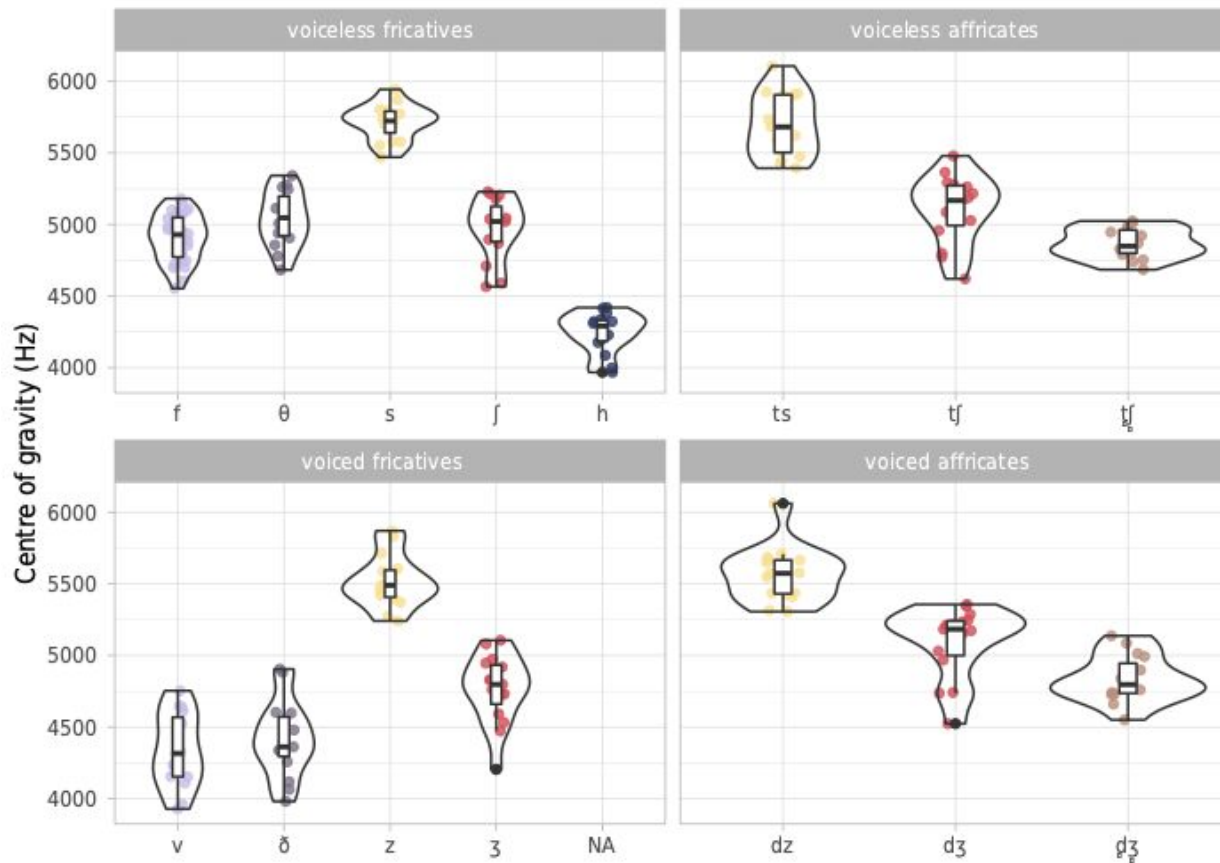 voiceless fricatives voiceless affricates
6000
5500
5000
4500
4000
f θ s ʃ h ts tʃ t̠ʃ̠
Centre of gravity (Hz)
voiced fricatives voiced affricates
6000
5500
5000
4500
4000
v ð z ʒ NA dz dʒ